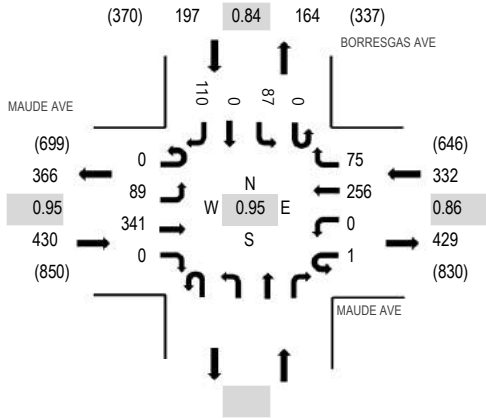 (370) 197 0.84 164 (337)
BORRESGAS AVE
110 0 87 0
MAUDE AVE
(699) (646)
366 0 75 332
89 N 256
0.95 W 0.95 E 0.86
341 0
430 S 429
0 1
(850) (830)
MAUDE AVE